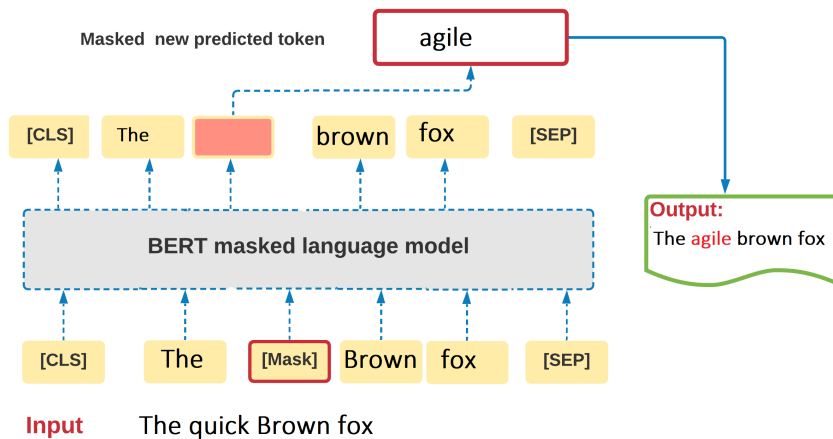 Masked new predicted token agile
[CLS] The brown fox [SEP]
BERT masked language model
Output:
The agile brown fox
[CLS] The [Mask] Brown fox [SEP]
Input The quick Brown fox